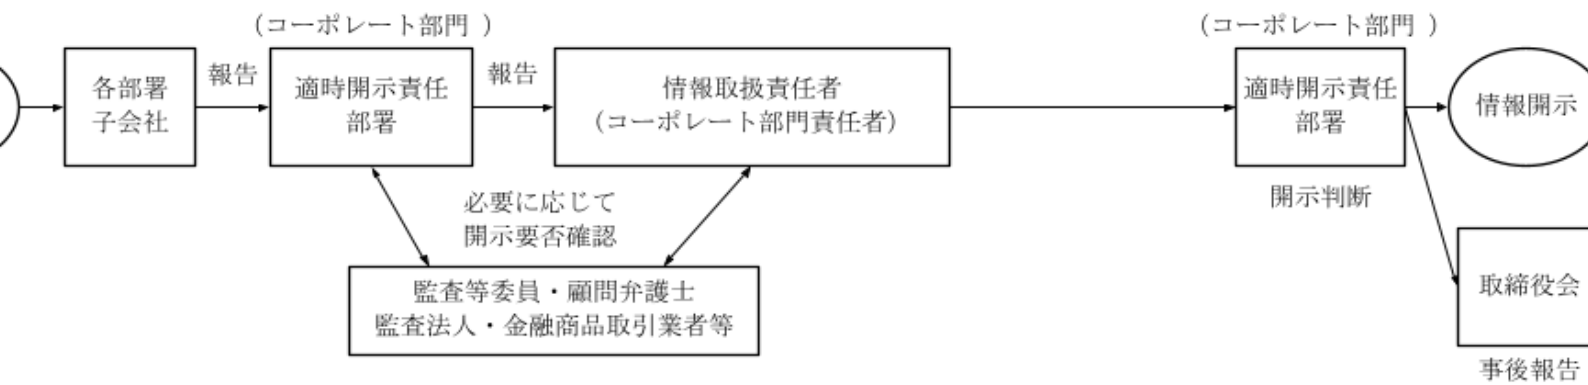 (コーポレート部門 )
(コーポレート部門 )
各部署
子会社
報告
適時開示責任
部署
報告
情報取扱責任者
(コーポレート部門責任者)
適時開示責任
部署
情報開示
開示判断
必要に応じて
開示要否確認
監査等委員・顧問弁護士
監査法人・金融商品取引業者等
取締役会
事後報告